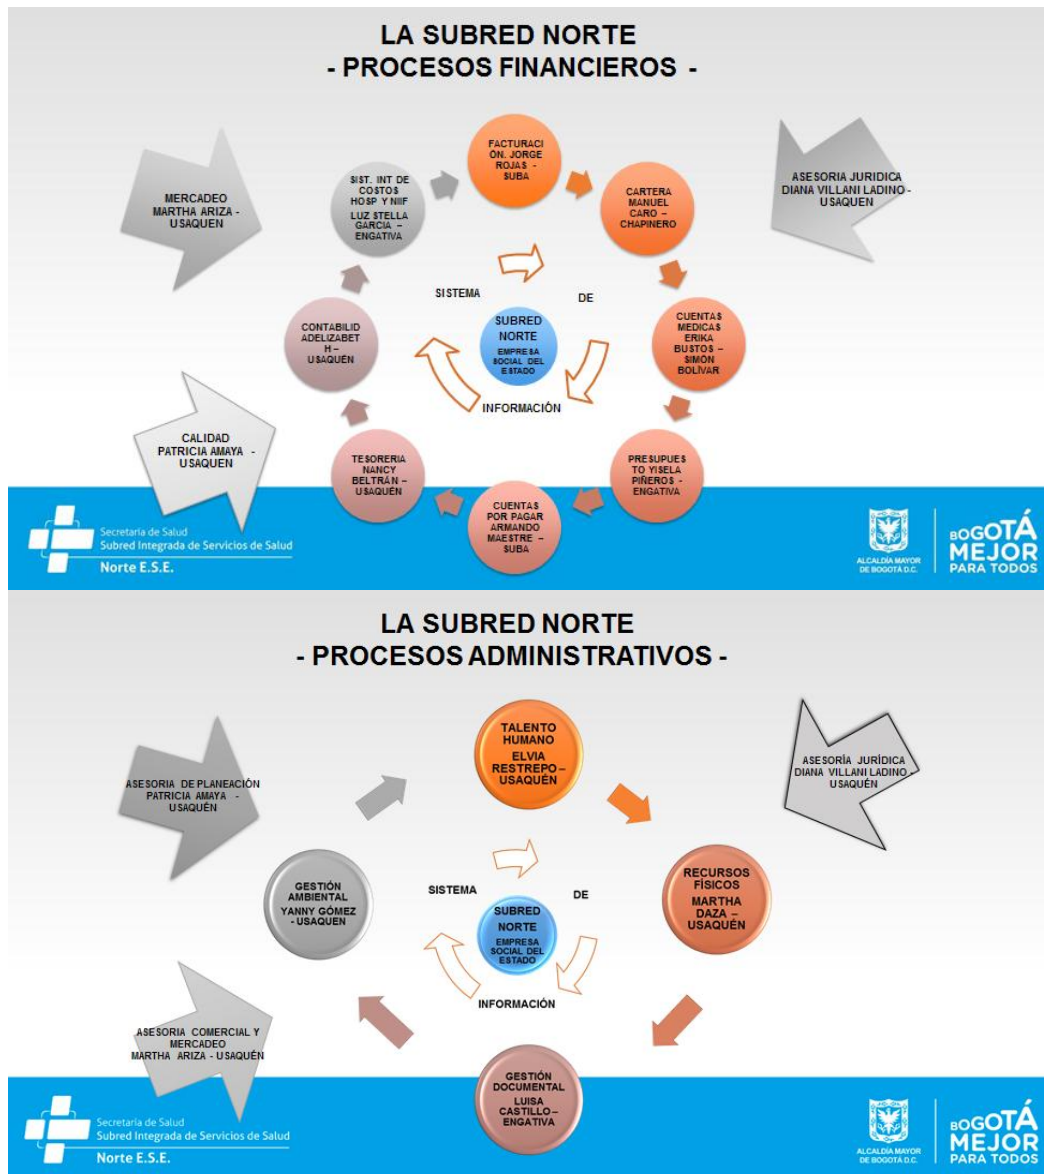 LA SUBRED NORTE
- PROCESOS FINANCIEROS -
FACTURACI
ÓN. JORGE
ROJAS -
SUBA
CARTERA
MANUEL
CARO –
CHAPINERO
CUENTAS
MEDICAS
ERIKA
BUSTOS –
SIMÓN
BOLÍVAR
PRESUPUES
TO YISELA
PIÑEROS -
ENGATIVA
CUENTAS
POR PAGAR
ARMANDO
MAESTRE –
SUBA
TESORERIA
NANCY
BELTRÁN –
USAQUÉN
CONTABILID
ADELIZABET
H –
USAQUÉN
SIST. INT DE
COSTOS
HOSP Y NIIF
LUZ STELLA
GARCIA –
ENGATIVA
MERCADEO
MARTHA ARIZA -
USAQUEN
ASESORIA JURIDICA
DIANA VILLANI LADINO -
USAQUEN
CALIDAD
PATRICIA AMAYA -
USAQUEN
SISTEMA
DE
INFORMACIÓN
SUBRED
NORTE
EMPRESA
SOCIAL DEL
ESTADO
Secretaría de Salud
Subred Integrada de Servicios de Salud
Norte E.S.E.
ALCALDÍA MAYOR
DE BOGOTÁ D.C.
BOGOTÁ
MEJOR
PARA TODOS
LA SUBRED NORTE
- PROCESOS ADMINISTRATIVOS -
TALENTO
HUMANO
ELVIA
RESTREPO –
USAQUÉN
RECURSOS
FÍSICOS
MARTHA
DAZA –
USAQUÉN
GESTIÓN
DOCUMENTAL
LUISA
CASTILLO –
ENGATIVA
GESTIÓN
AMBIENTAL
YANNY GÓMEZ
- USAQUEN
ASESORIA DE PLANEACIÓN
PATRICIA AMAYA -
USAQUÉN
ASESORÍA JURÍDICA
DIANA VILLANI LADINO -
USAQUÉN
ASESORIA COMERCIAL Y
MERCADEO
MARTHA ARIZA - USAQUÉN
SISTEMA
DE
INFORMACIÓN
SUBRED
NORTE
EMPRESA
SOCIAL DEL
ESTADO
Secretaría de Salud
Subred Integrada de Servicios de Salud
Norte E.S.E.
ALCALDÍA MAYOR
DE BOGOTÁ D.C.
BOGOTÁ
MEJOR
PARA TODOS